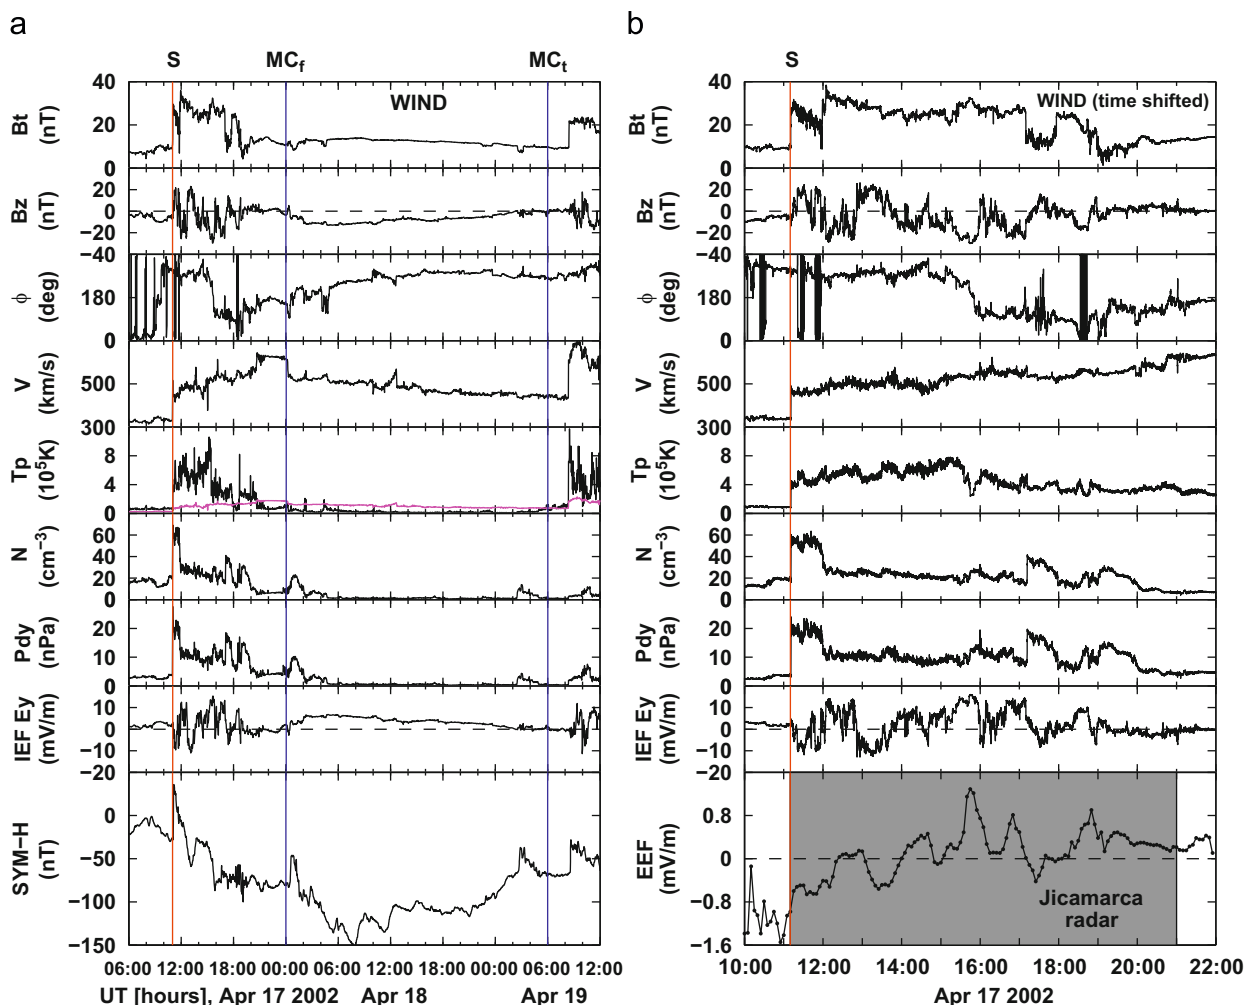 a
b
S MCf MCt
S
WIND
WIND (time shifted)
Bt
(nT)
40
20
0
Bz
(nT)
20
0
−20
−40
ϕ
(deg)
180
0
V
(km/s)
500
300
Tp
(10⁵K)
8
4
0
N
(cm⁻³)
60
40
20
0
Pdy
(nPa)
20
10
0
IEF Ey
(mV/m)
10
0
−10
−20
SYM−H
(nT)
0
−50
−100
−150
06:00 12:00 18:00 00:00 06:00 12:00 18:00 00:00 06:00 12:00
UT [hours], Apr 17 2002 Apr 18 Apr 19
Bt
(nT)
40
20
0
Bz
(nT)
20
0
−20
−40
ϕ
(deg)
180
0
V
(km/s)
500
300
Tp
(10⁵K)
8
4
0
N
(cm⁻³)
60
40
20
0
Pdy
(nPa)
20
10
0
IEF Ey
(mV/m)
10
0
−10
−20
EEF
(mV/m)
0.8
0
−0.8
−1.6
Jicamarca
radar
10:00 12:00 14:00 16:00 18:00 20:00 22:00
Apr 17 2002